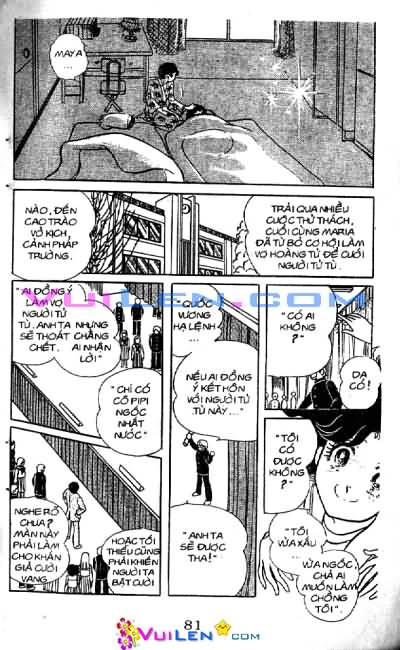 MAYA
...
NÀO, ĐẾN
CAO TRÀO
VỞ KỊCH,
CẢNH PHÁP
TRƯỜNG.
TRẢI QUA NHIỀU
CUỘC THỬ THÁCH,
CUỐI CÙNG MARIA
ĐÃ TỪ BỎ CƠ HỘI LÀM
VỢ HOÀNG TỬ ĐỂ CƯỚI
NGƯỜI TỬ TÙ.
"AI ĐỒNG Ý
LÀM VỢ
NGƯỜI TỬ
TÙ. ANH TA
SẼ THOÁT
CHẾT.
NHƯNG
CHẲNG
AI NHẬN
LỜI"
"CHỈ CÓ
CÔ PIPI
NGỐC
NHẤT
NƯỚC"
QUỐC
VƯƠNG
HẠ LỆNH...
NẾU AI ĐỒNG
Ý KẾT HÔN
VỚI NGƯỜI TỬ
TÙ NÀY ..."
"CÓ AI
KHÔNG
?"
DẠ
CÓ!
"TÔI
CÓ
ĐƯỢC
KHÔNG
?"
NGHE RÕ
CHƯA?
MÀN NÀY
PHẢI LÀM
CHO KHÁN
GIẢ CƯỜI
VANG
HOẶC TỐI
THIỂU CŨNG
PHẢI KHIẾN
NGƯỜI TA
BẬT CƯỜI
"ANH TA
SẼ ĐƯỢC
THA!"
"TÔI
VỪA XẤU
...
VỪA NGỐC,
CHẢ AI
MUỐN LÀM
CHỒNG
TÔI".
VUILEN.COM
81
VUILEN.COM